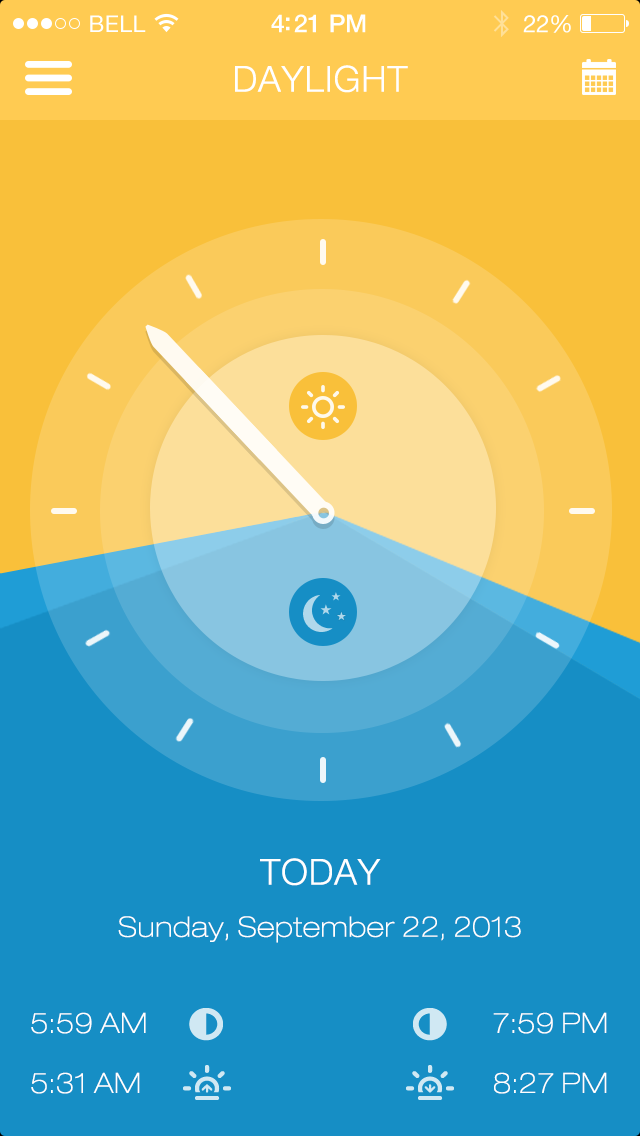 BELL 4:21 PM 22%
DAYLIGHT
TODAY
Sunday, September 22, 2013
5:59 AM 7:59 PM
5:31 AM 8:27 PM